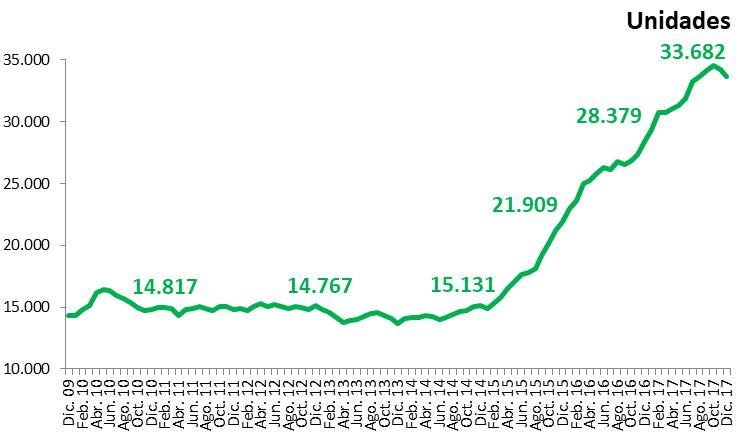 Unidades
33.682
35.000
30.000
28.379
25.000
21.909
20.000
14.817
14.767
15.131
15.000
10.000
Dic. 09
Feb. 10
Abr. 10
Jun. 10
Ago. 10
Oct. 10
Dic. 10
Feb. 11
Abr. 11
Jun. 11
Ago. 11
Oct. 11
Dic. 11
Feb. 12
Abr. 12
Jun. 12
Ago. 12
Oct. 12
Dic. 12
Feb. 13
Abr. 13
Jun. 13
Ago. 13
Oct. 13
Dic. 13
Feb. 14
Abr. 14
Jun. 14
Ago. 14
Oct. 14
Dic. 14
Feb. 15
Abr. 15
Jun. 15
Ago. 15
Oct. 15
Dic. 15
Feb. 16
Abr. 16
Jun. 16
Ago. 16
Oct. 16
Dic. 16
Feb. 17
Abr. 17
Jun. 17
Ago. 17
Oct. 17
Dic. 17